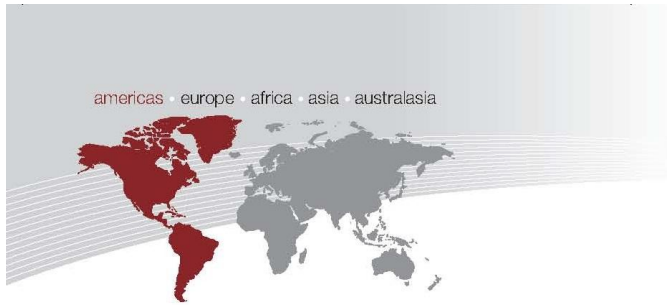 americas • europe • africa • asia • australasia